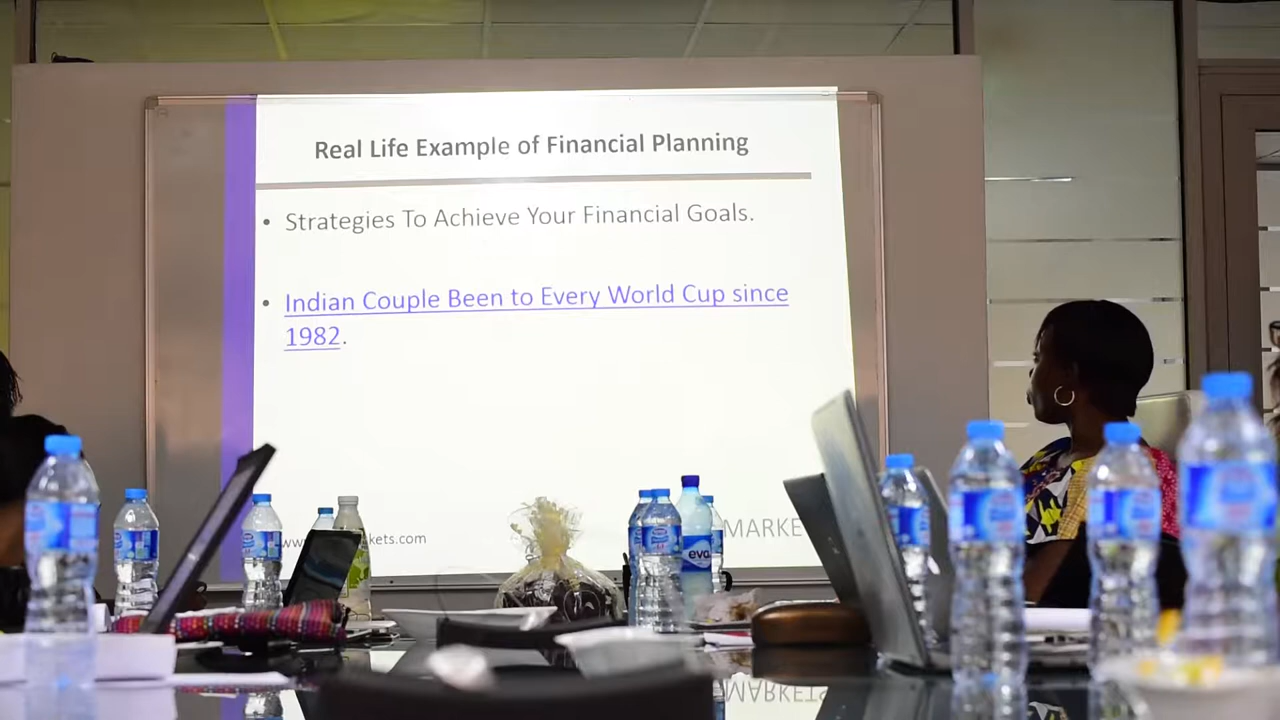 Real Life Example of Financial Planning
• Strategies To Achieve Your Financial Goals.
• Indian Couple Been to Every World Cup since
1982.
kets.com
MARKE
eva